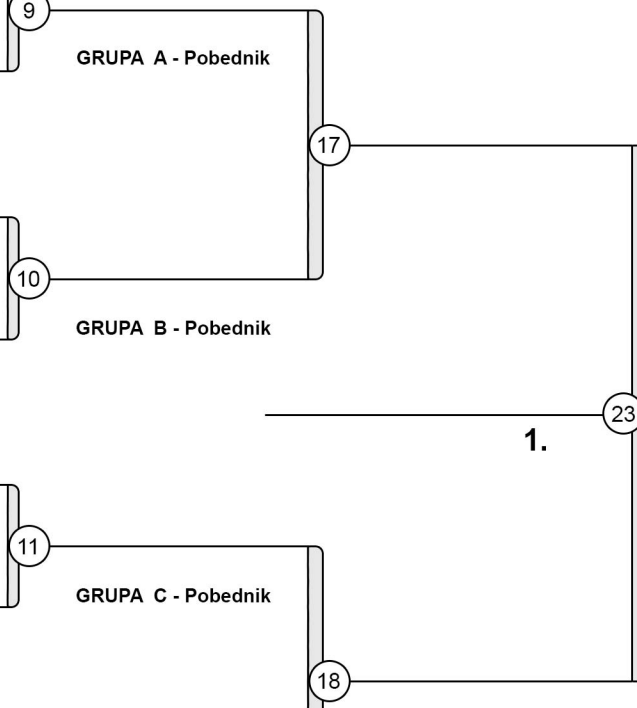 9
GRUPA A - Pobednik
17
10
GRUPA B - Pobednik
23
1.
11
GRUPA C - Pobednik
18